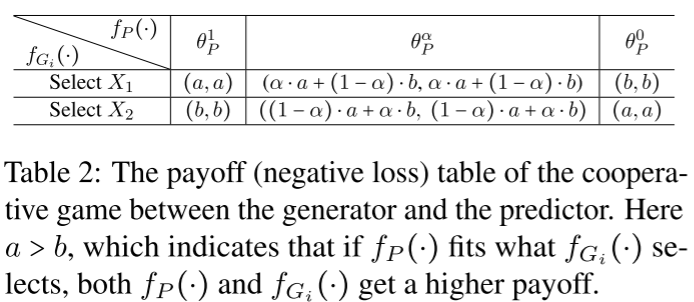 f_P(·) θ_P^1 θ_P^α θ_P^0
f_{G_i}(·)
Select X_1 (a, a) (α · a + (1 − α) · b, α · a + (1 − α) · b) (b, b)
Select X_2 (b, b) ((1 − α) · a + α · b, (1 − α) · a + α · b) (a, a)
Table 2: The payoff (negative loss) table of the coopera-
tive game between the generator and the predictor. Here
a > b, which indicates that if f_P(·) fits what f_{G_i}(·) se-
lects, both f_P(·) and f_{G_i}(·) get a higher payoff.